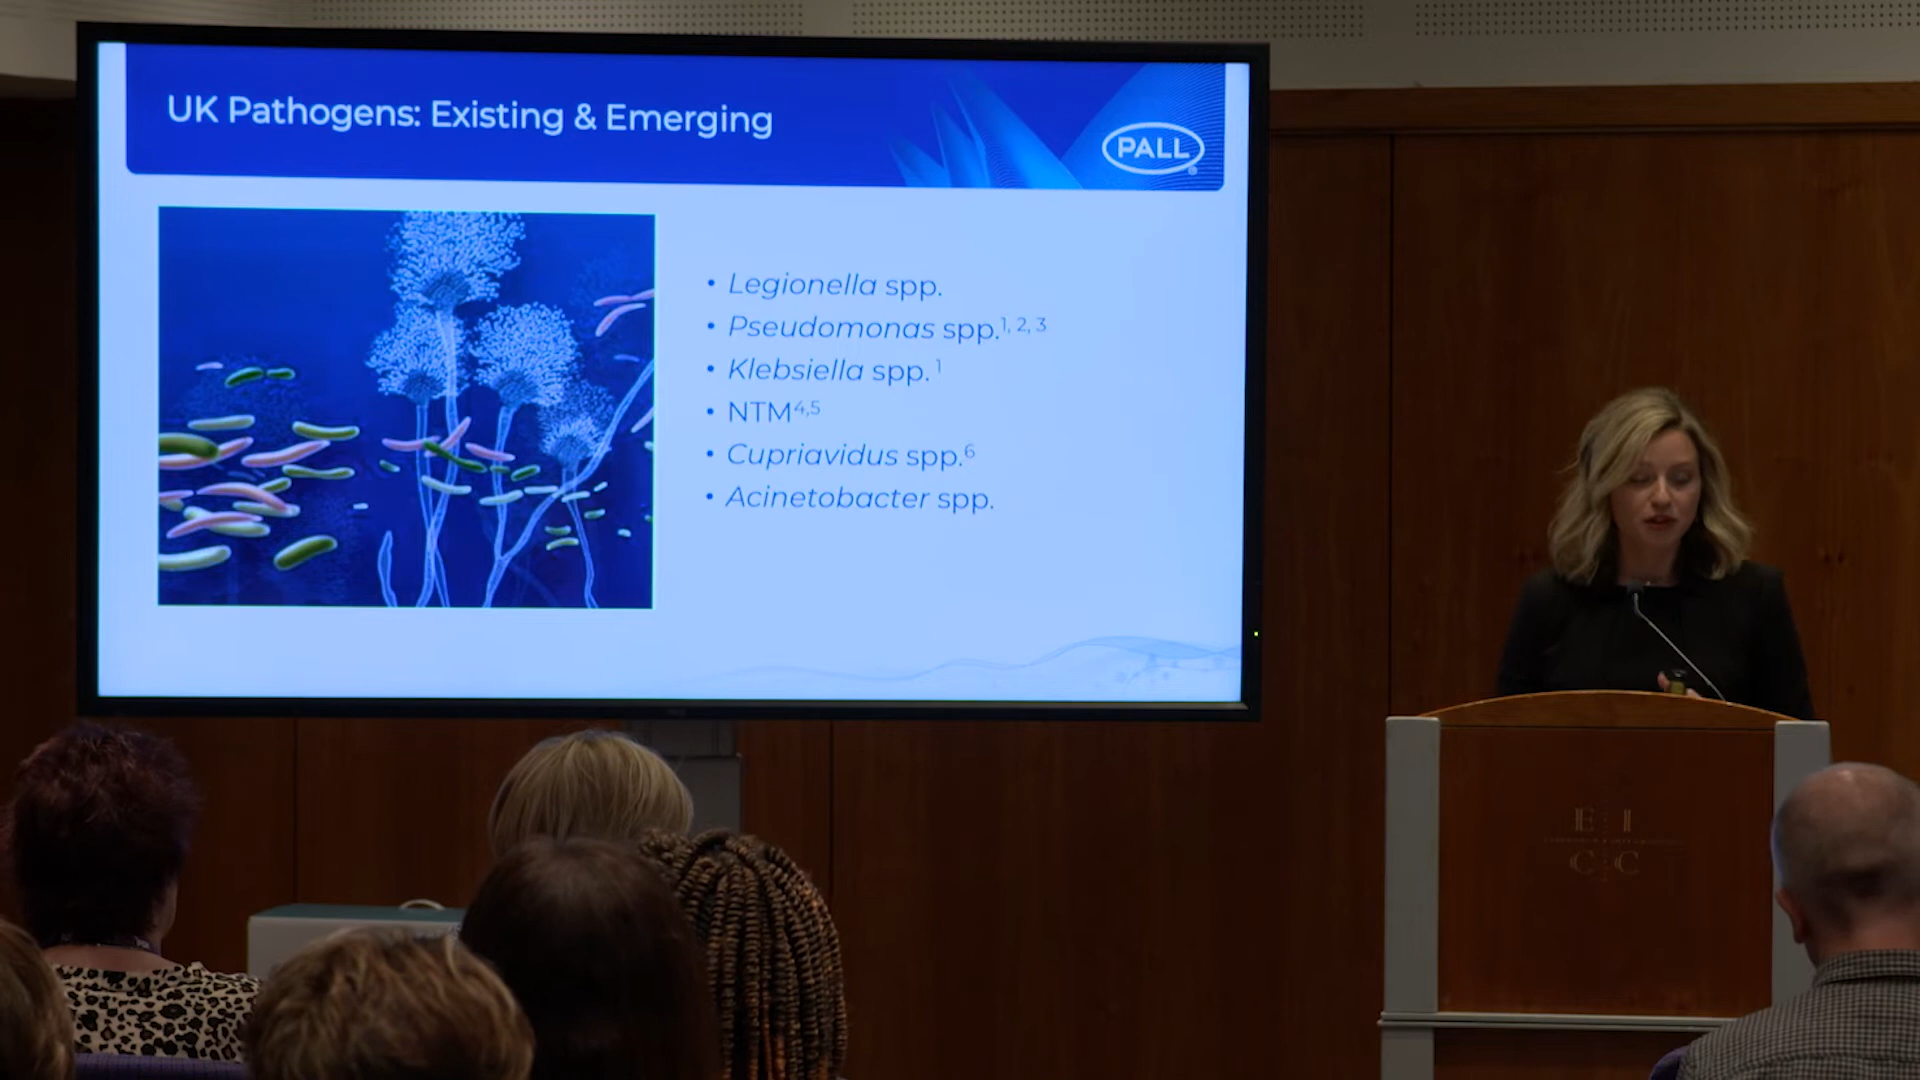 UK Pathogens: Existing & Emerging
PALL
• Legionella spp.
• Pseudomonas spp.1, 2, 3
• Klebsiella spp.1
• NTM4,5
• Cupriavidus spp.6
• Acinetobacter spp.
E I
C C